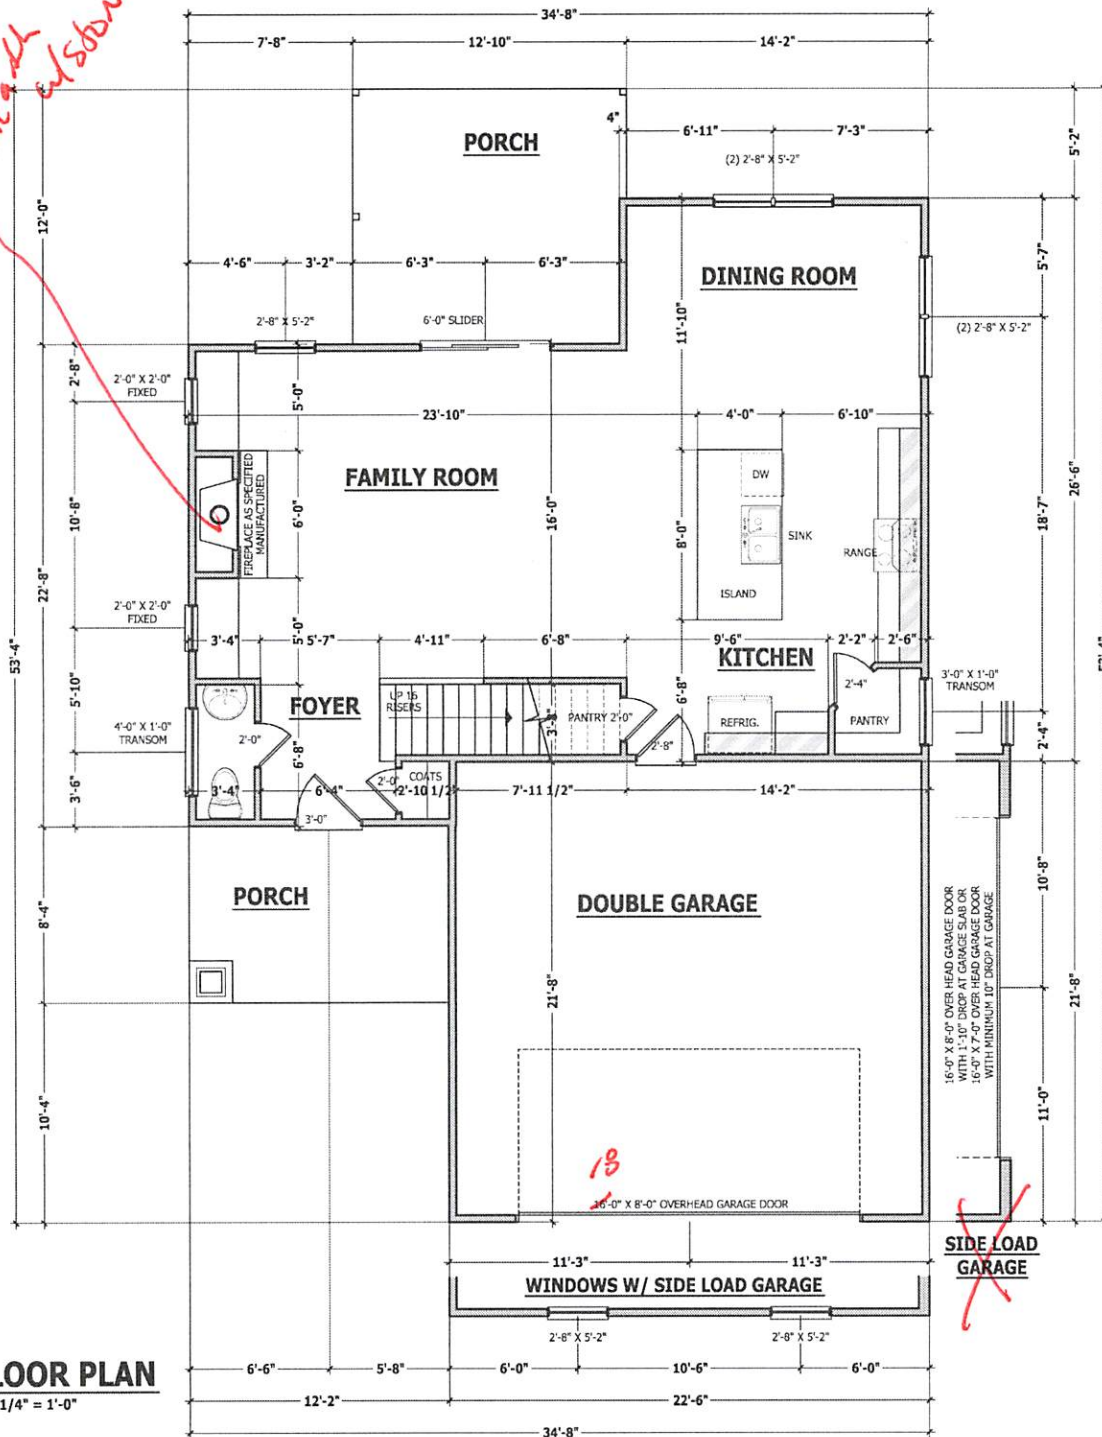 34'-8"
7'-8"
12'-10"
14'-2"
w/ston
PORCH
4"
6'-11"
7'-3"
5'-2"
(2) 2'-8" X 5'-2"
12'-0"
DINING ROOM
5'-7"
4'-6"
3'-2"
6'-3"
6'-3"
11'-10"
2'-8" X 5'-2"
6'-0" SLIDER
(2) 2'-8" X 5'-2"
2'-8"
2'-0" X 2'-0"
FIXED
5'-0"
23'-10"
4'-0"
6'-10"
FAMILY ROOM
DW
26'-6"
10'-8"
FIREPLACE AS SPECIFIED
MANUFACTURED
6'-0"
16'-0"
8'-0"
SINK
RANGE
18'-7"
22'-8"
ISLAND
2'-0" X 2'-0"
FIXED
5'-0"
3'-4"
5'-7"
4'-11"
6'-8"
9'-6"
2'-2"
2'-6"
53'-4"
KITCHEN
5'-10"
6'-8"
2'-4"
3'-0" X 1'-0"
TRANSOM
FOYER
UP 16
RISERS
PANTRY 2'-0"
REFRIG.
PANTRY
4'-0" X 1'-0"
TRANSOM
2'-0"
6'-8"
2'-8"
2'-4"
3'-6"
3'-4"
6'-4"
2'-0"
COATS
2'-10 1/2"
7'-11 1/2"
14'-2"
3'-0"
PORCH
DOUBLE GARAGE
8'-4"
10'-8"
16'-0" X 8'-0" OVER HEAD GARAGE DOOR
WITH 1'-10" DROP AT GARAGE SLAB OR
16'-0" X 7'-0" OVER HEAD GARAGE DOOR
WITH MINIMUM 10" DROP AT GARAGE
21'-8"
21'-8"
10'-4"
11'-0"
18
16'-0" X 8'-0" OVERHEAD GARAGE DOOR
SIDE LOAD
GARAGE
11'-3"
11'-3"
WINDOWS W/ SIDE LOAD GARAGE
2'-8" X 5'-2"
2'-8" X 5'-2"
LOOR PLAN
1/4" = 1'-0"
6'-6"
5'-8"
6'-0"
10'-6"
6'-0"
12'-2"
22'-6"
34'-8"